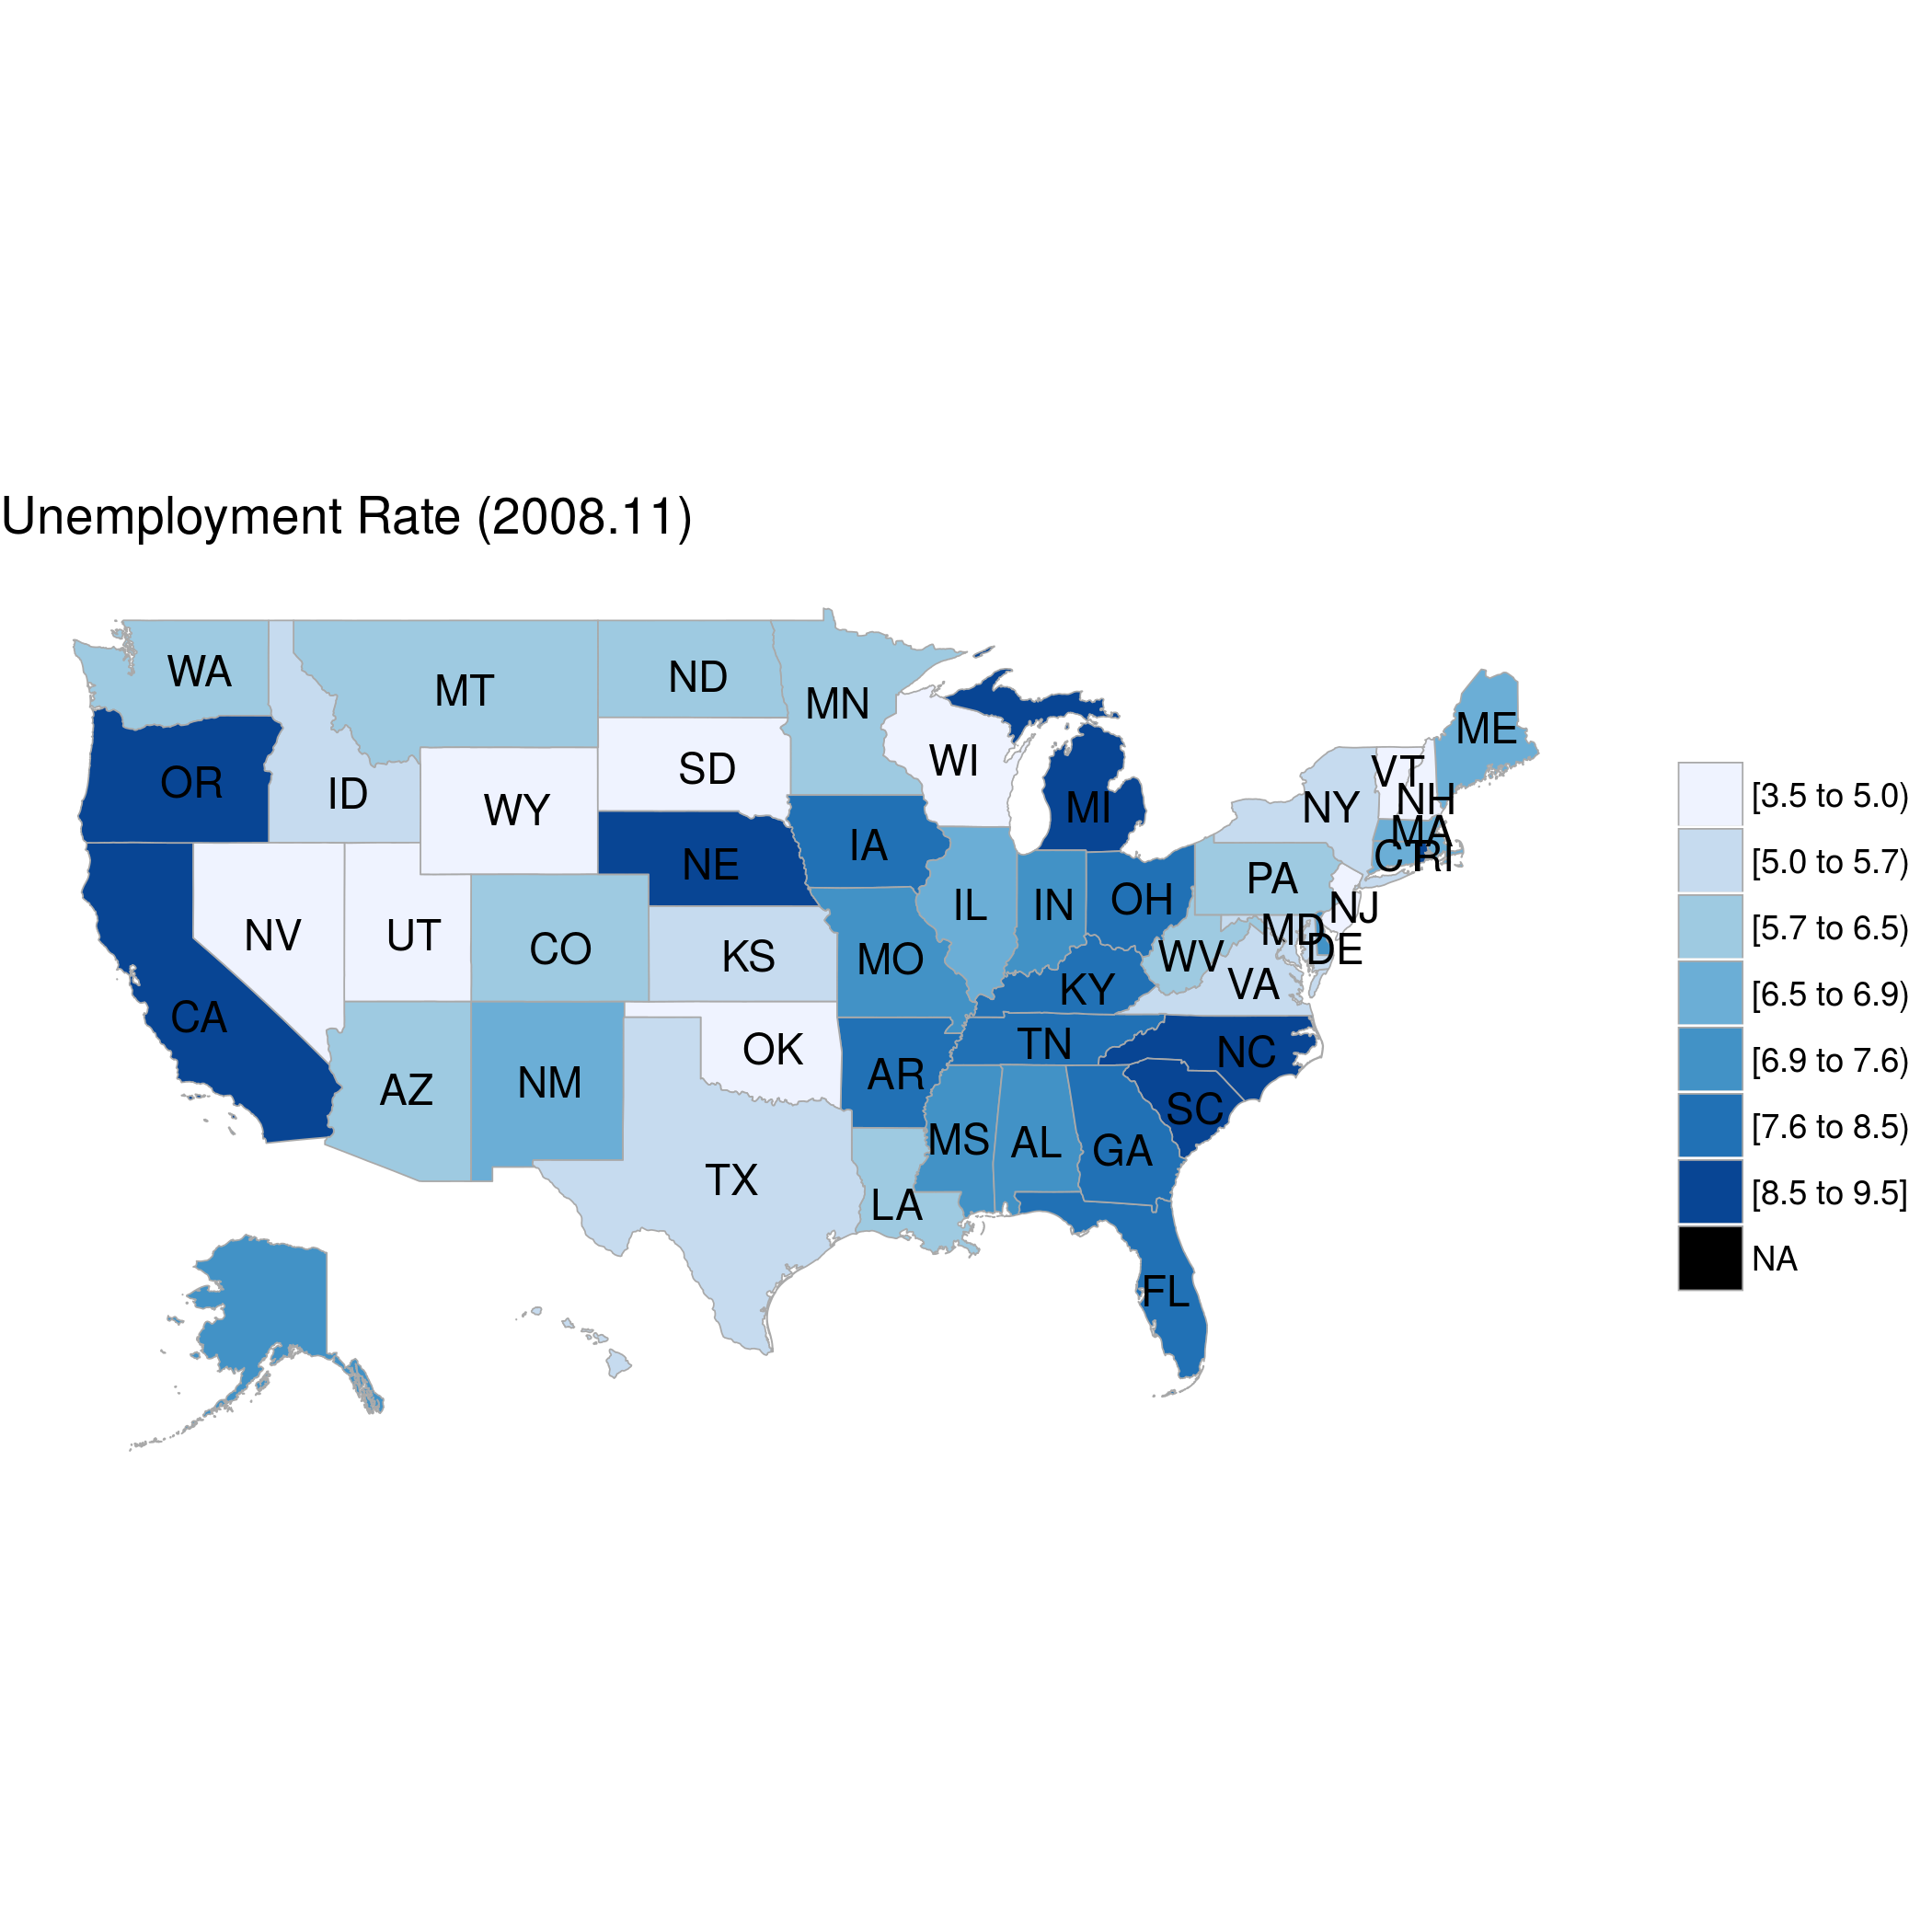 Unemployment Rate (2008.11)
WA
MT
ND
MN
ME
OR
ID
WY
SD
WI
MI
VT
NH
NY
MA
CT
RI
NE
IA
IL
IN
OH
PA
NJ
NV
UT
CO
KS
MO
KY
WV
MD
DE
VA
CA
AZ
NM
OK
AR
TN
NC
SC
TX
LA
MS
AL
GA
FL
[3.5 to 5.0)
[5.0 to 5.7)
[5.7 to 6.5)
[6.5 to 6.9)
[6.9 to 7.6)
[7.6 to 8.5)
[8.5 to 9.5]
NA